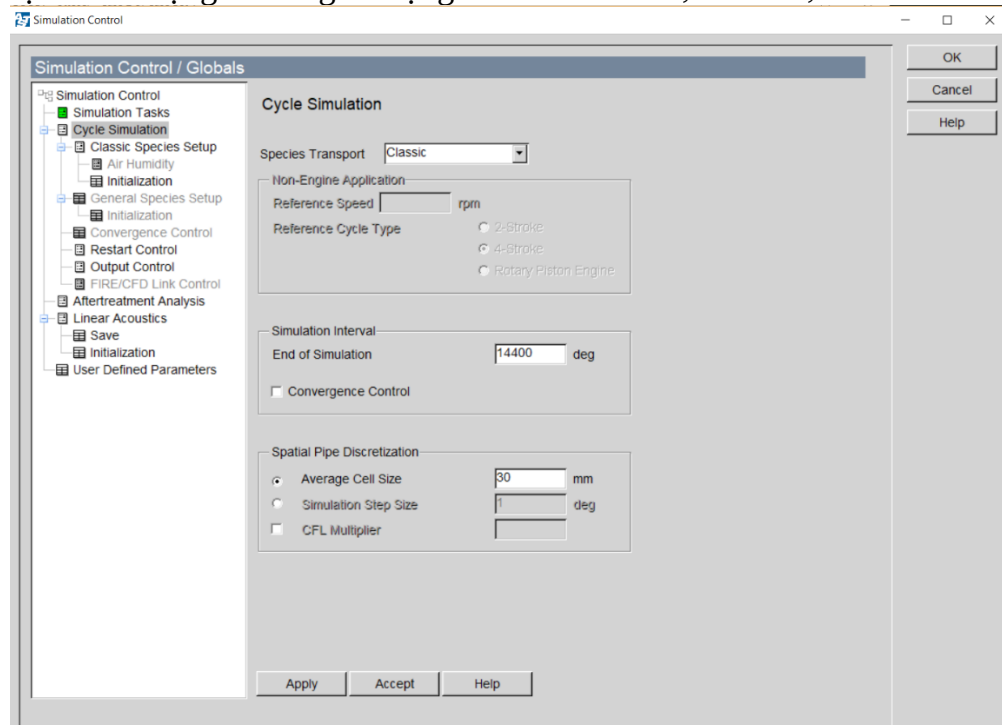 Simulation Control
Simulation Control / Globals
OK
Cancel
Help
Simulation Control
Simulation Tasks
Cycle Simulation
Classic Species Setup
Air Humidity
Initialization
General Species Setup
Initialization
Convergence Control
Restart Control
Output Control
FIRE/CFD Link Control
Aftertreatment Analysis
Linear Acoustics
Save
Initialization
User Defined Parameters
Cycle Simulation
Species Transport Classic
Non-Engine Application
Reference Speed rpm
Reference Cycle Type 2-Stroke
4-Stroke
Rotary Piston Engine
Simulation Interval
End of Simulation 14400 deg
Convergence Control
Spatial Pipe Discretization
Average Cell Size 30 mm
Simulation Step Size 1 deg
CFL Multiplier
Apply Accept Help